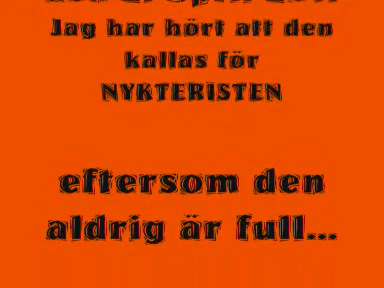 Jag har hört att den
kallas för
NYKTERISTEN
eftersom den
aldrig är full...